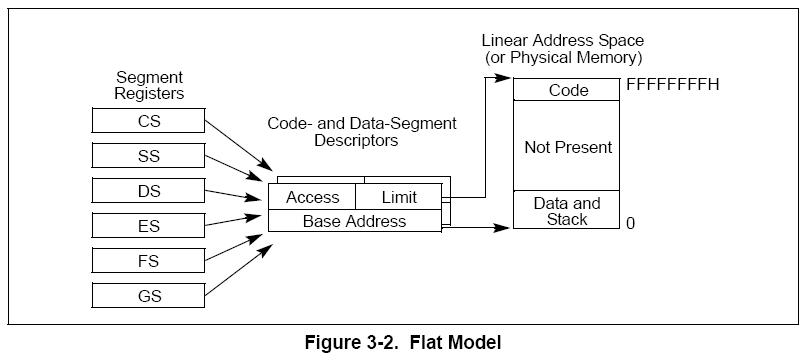 Linear Address Space
(or Physical Memory)
Segment
Registers
CS
SS
DS
ES
FS
GS
Code- and Data-Segment
Descriptors
Access
Limit
Base Address
Code
FFFFFFFFH
Not Present
Data and
Stack
0
Figure 3-2. Flat Model